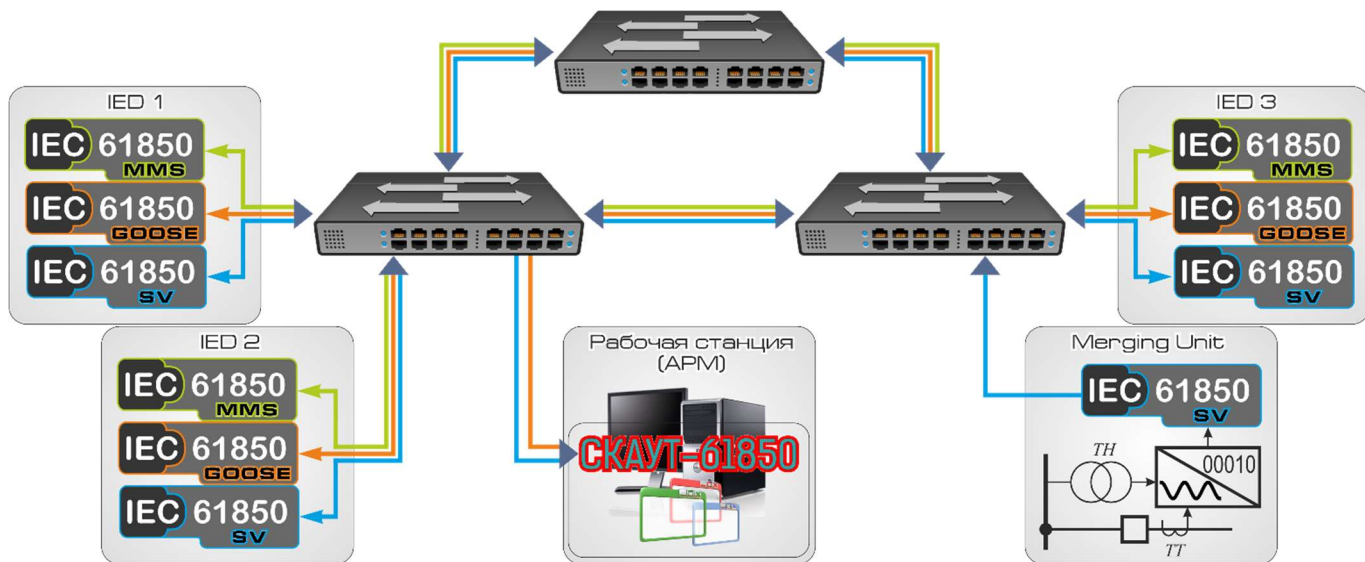 IED 1
IEC 61850
MMS
IEC 61850
GOOSE
IEC 61850
SV
IED 2
IEC 61850
MMS
IEC 61850
GOOSE
IEC 61850
SV
Рабочая станция
(АРМ)
СКАУТ-61850
IED 3
IEC 61850
MMS
IEC 61850
GOOSE
IEC 61850
SV
Merging Unit
IEC 61850
SV
TH
00010
TT